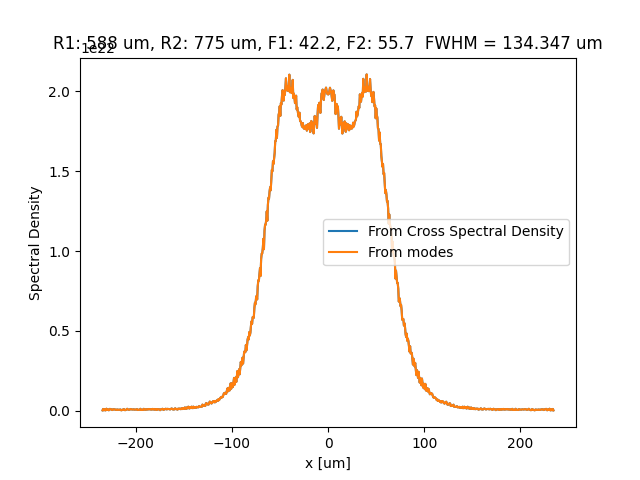 R1: 588 um, R2: 775 um, F1: 42.2, F2: 55.7  FWHM = 134.347 um
1e22
2.0
1.5
1.0
0.5
0.0
Spectral Density
From Cross Spectral Density
From modes
−200
−100
0
100
200
x [um]